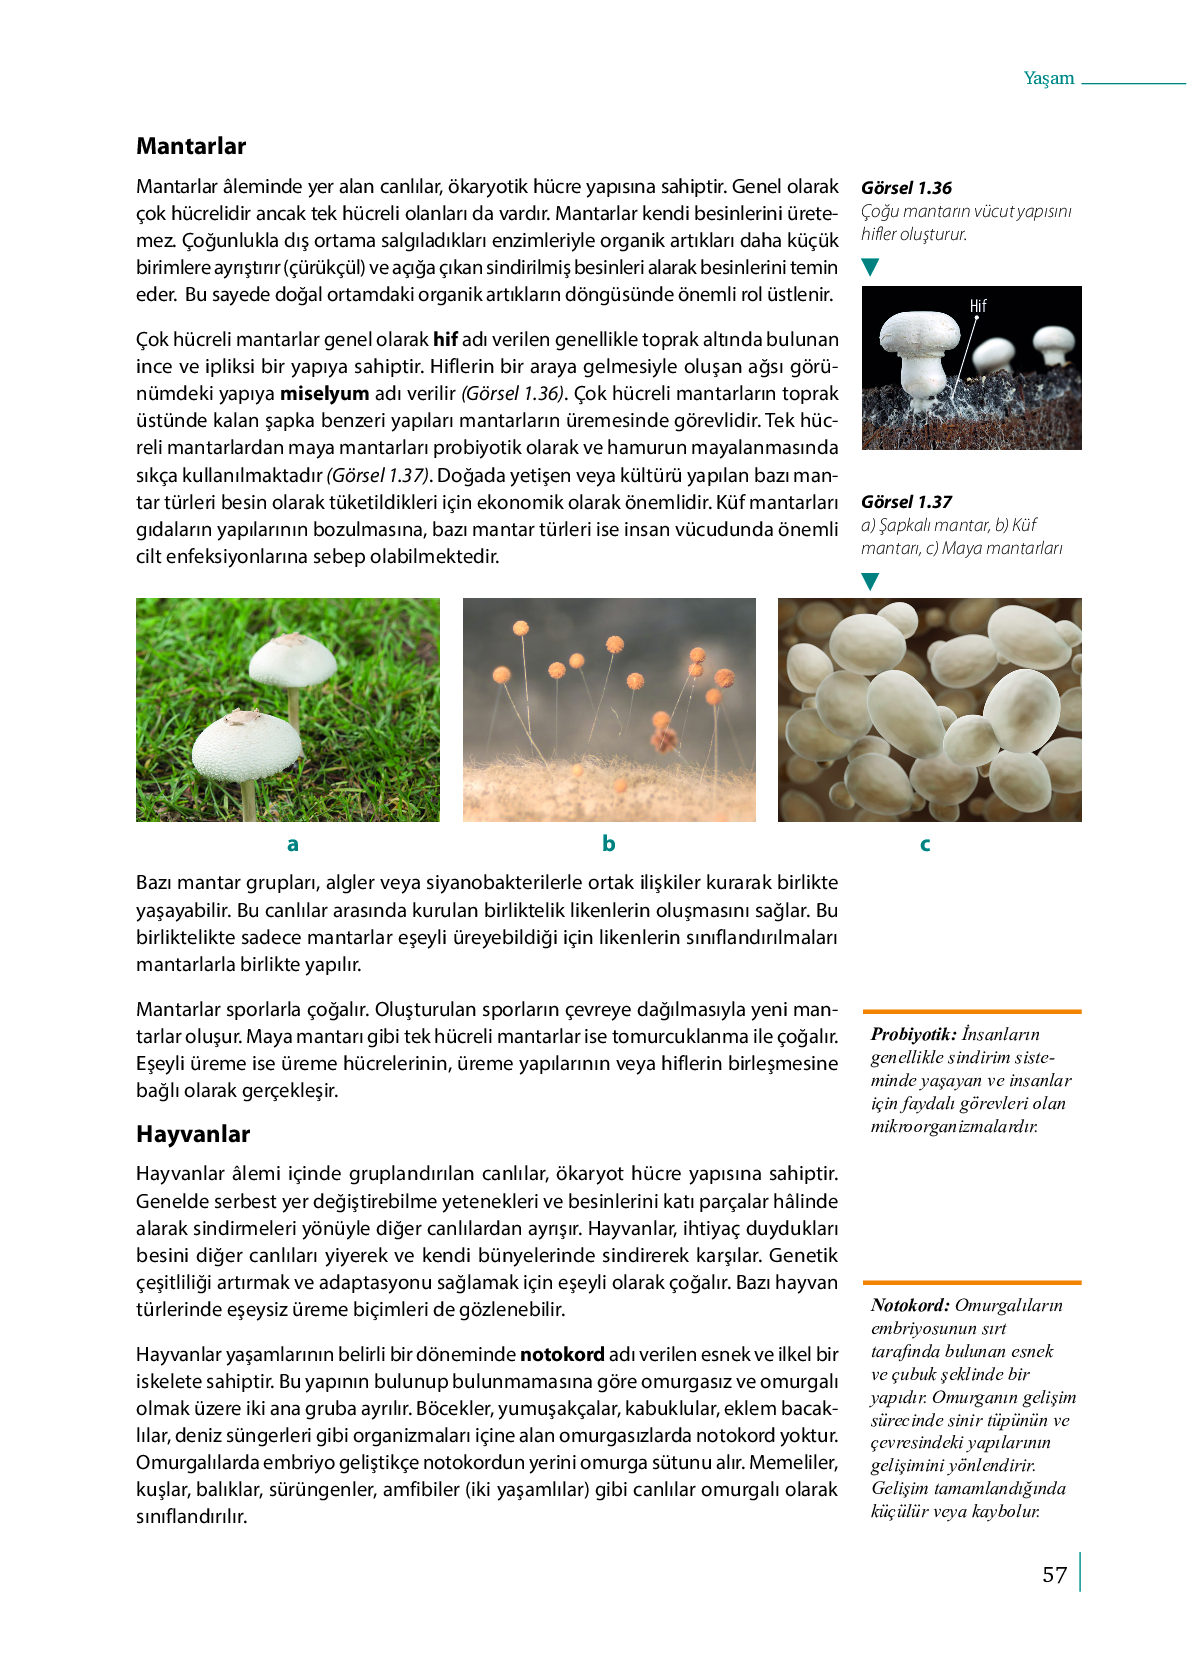 Yaşam
Mantarlar
Mantarlar âleminde yer alan canlılar, ökaryotik hücre yapısına sahiptir. Genel olarak
çok hücrelidir ancak tek hücreli olanları da vardır. Mantarlar kendi besinlerini ürete-
mez. Çoğunlukla dış ortama salgıladıkları enzimleriyle organik artıkları daha küçük
birimlere ayrıştırır (çürükçül) ve açığa çıkan sindirilmiş besinleri alarak besinlerini temin
eder. Bu sayede doğal ortamdaki organik artıkların döngüsünde önemli rol üstlenir.
Çok hücreli mantarlar genel olarak hif adı verilen genellikle toprak altında bulunan
ince ve ipliksi bir yapıya sahiptir. Hiflerin bir araya gelmesiyle oluşan ağsı görü-
nümdeki yapıya miselyum adı verilir (Görsel 1.36). Çok hücreli mantarların toprak
üstünde kalan şapka benzeri yapıları mantarların üremesinde görevlidir. Tek hüc-
reli mantarlardan maya mantarları probiyotik olarak ve hamurun mayalanmasında
sıkça kullanılmaktadır (Görsel 1.37). Doğada yetişen veya kültürü yapılan bazı man-
tar türleri besin olarak tüketildikleri için ekonomik olarak önemlidir. Küf mantarları
gıdaların yapılarının bozulmasına, bazı mantar türleri ise insan vücudunda önemli
cilt enfeksiyonlarına sebep olabilmektedir.
Görsel 1.36
Çoğu mantarın vücut yapısını
hifler oluşturur.
Hif
Görsel 1.37
a) Şapkalı mantar, b) Küf
mantarı, c) Maya mantarları
a
b
c
Bazı mantar grupları, algler veya siyanobakterilerle ortak ilişkiler kurarak birlikte
yaşayabilir. Bu canlılar arasında kurulan birliktelik likenlerin oluşmasını sağlar. Bu
birliktelikte sadece mantarlar eşeyli üreyebildiği için likenlerin sınıflandırılmaları
mantarlarla birlikte yapılır.
Mantarlar sporlarla çoğalır. Oluşturulan sporların çevreye dağılmasıyla yeni man-
tarlar oluşur. Maya mantarı gibi tek hücreli mantarlar ise tomurcuklanma ile çoğalır.
Eşeyli üreme ise üreme hücrelerinin, üreme yapılarının veya hiflerin birleşmesine
bağlı olarak gerçekleşir.
Probiyotik: İnsanların
genellikle sindirim siste-
minde yaşayan ve insanlar
için faydalı görevleri olan
mikroorganizmalardır.
Hayvanlar
Hayvanlar âlemi içinde gruplandırılan canlılar, ökaryot hücre yapısına sahiptir.
Genelde serbest yer değiştirebilme yetenekleri ve besinlerini katı parçalar hâlinde
alarak sindirmeleri yönüyle diğer canlılardan ayrışır. Hayvanlar, ihtiyaç duydukları
besini diğer canlıları yiyerek ve kendi bünyelerinde sindirerek karşılar. Genetik
çeşitliliği artırmak ve adaptasyonu sağlamak için eşeyli olarak çoğalır. Bazı hayvan
türlerinde eşeysiz üreme biçimleri de gözlenebilir.
Hayvanlar yaşamlarının belirli bir döneminde notokord adı verilen esnek ve ilkel bir
iskelete sahiptir. Bu yapının bulunup bulunmamasına göre omurgasız ve omurgalı
olmak üzere iki ana gruba ayrılır. Böcekler, yumuşakçalar, kabuklular, eklem bacak-
lılar, deniz süngerleri gibi organizmaları içine alan omurgasızlarda notokord yoktur.
Omurgalılarda embriyo geliştikçe notokordun yerini omurga sütunu alır. Memeliler,
kuşlar, balıklar, sürüngenler, amfibiler (iki yaşamlılar) gibi canlılar omurgalı olarak
sınıflandırılır.
Notokord: Omurgalıların
embriyosunun sırt
tarafında bulunan esnek
ve çubuk şeklinde bir
yapıdır. Omurganın gelişim
sürecinde sinir tüpünün ve
çevresindeki yapılarının
gelişimini yönlendirir.
Gelişim tamamlandığında
küçülür veya kaybolur.
57